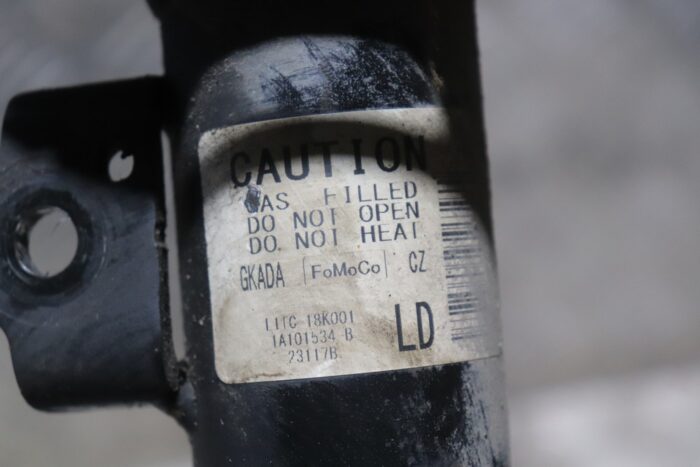 CAUTION
GAS FILLED
DO NOT OPEN
DO NOT HEAT
GKADA FoMoCo CZ
18K001
1A101534 B
23117B
LD